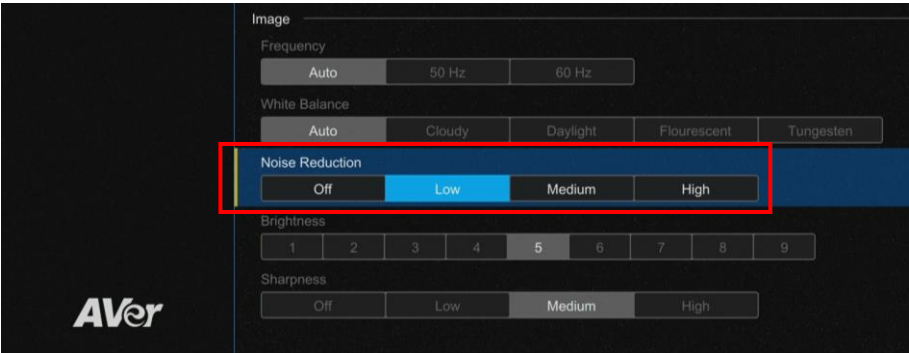 Image
Frequency
Auto 50 Hz 60 Hz
White Balance
Auto Cloudy Daylight Flourescent Tungesten
Noise Reduction
Off Low Medium High
Brightness
1 2 3 4 5 6 7 8 9
Sharpness
Off Low Medium High
AVer